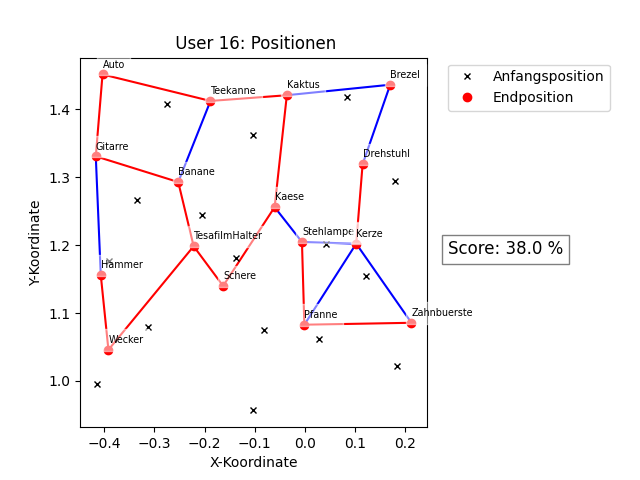 User 16: Positionen
Auto
Teekanne
Kaktus
Brezel
Anfangsposition
Endposition
Gitarre
Banane
Drehstuhl
Kaese
TesafilmHalter
Stehlampe
Kerze
Hammer
Schere
Pfanne
Zahnbuerste
Wecker
Score: 38.0 %
Y-Koordinate
1.4
1.3
1.2
1.1
1.0
−0.4
−0.3
−0.2
−0.1
0.0
0.1
0.2
X-Koordinate